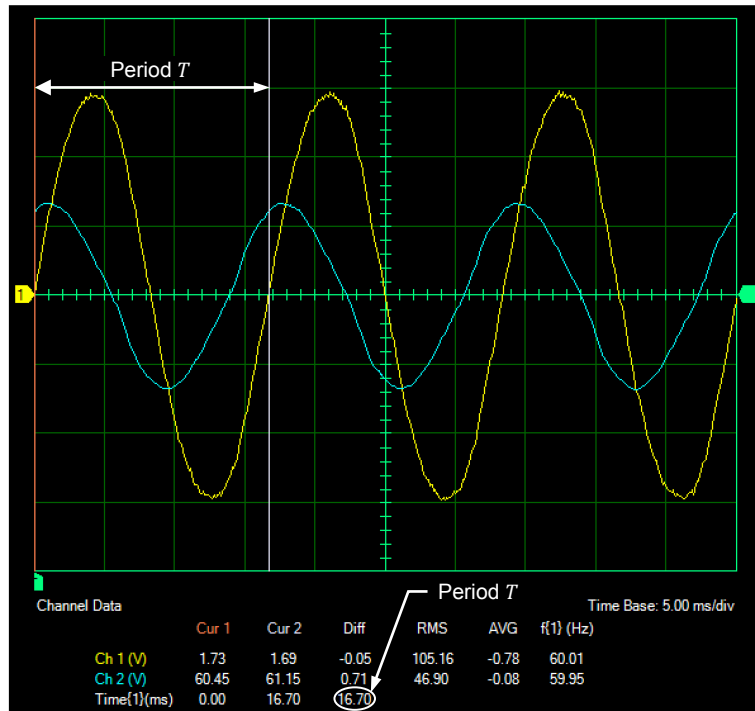 Period T
1
Period T
Channel Data
Time Base: 5.00 ms/div
Cur 1 Cur 2 Diff RMS AVG f{1} (Hz)
Ch 1 (V) 1.73 1.69 -0.05 105.16 -0.78 60.01
Ch 2 (V) 60.45 61.15 0.71 46.90 -0.08 59.95
Time{1}(ms) 0.00 16.70 16.70